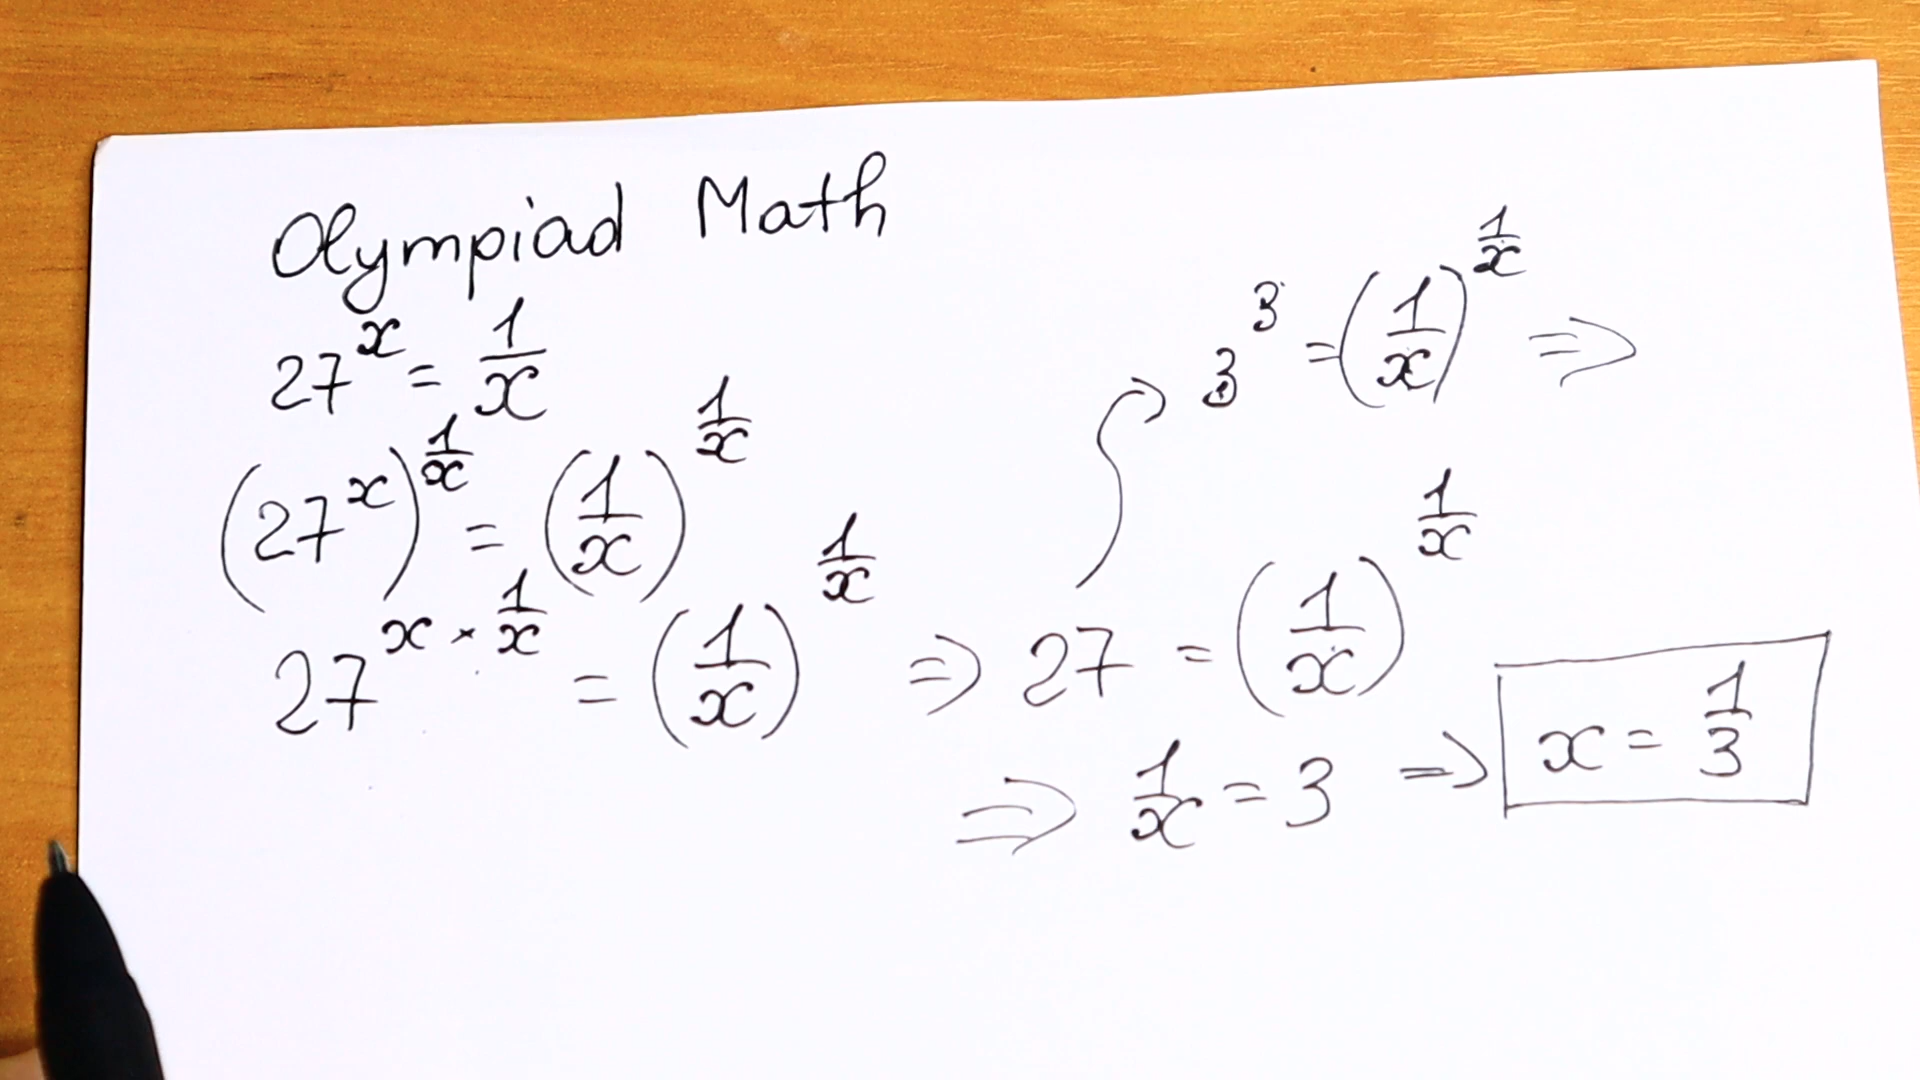 Olympiad Math
27^x = 1/x
(27^x)^(1/x) = (1/x)^(1/x)
27^(x × 1/x) = (1/x)^(1/x) ⇒ 27 = (1/x)^(1/x)
3^3 = (1/x)^(1/x) ⇒
⇒ 1/x = 3 ⇒ x = 1/3